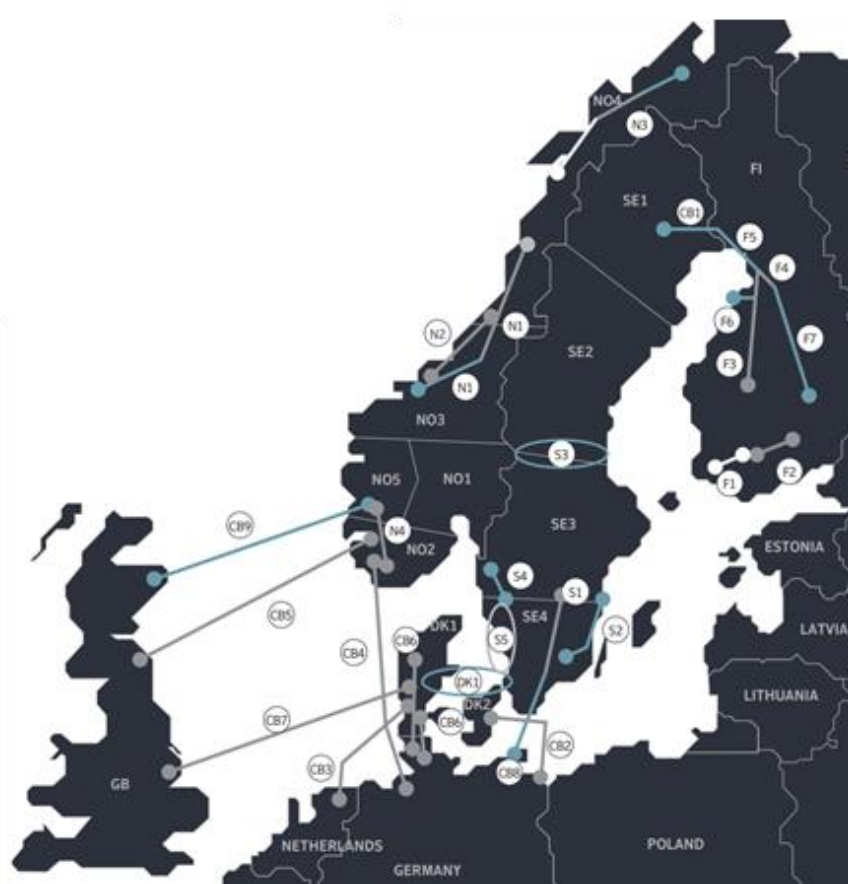 NO4
N3
FI
SE1
CB1
F5
F4
F6
N2
N1
F7
SE2
F3
N1
NO3
S3
F2
F1
NO5
NO1
CB9
SE3
N4
NO2
ESTONIA
S4
S1
CB5
SE4
DK1
LATVIA
S2
CB6
S5
CB4
DK1
LITHUANIA
DK2
CB7
CB6
CB2
CB3
CB8
GB
NETHERLANDS
POLAND
GERMANY